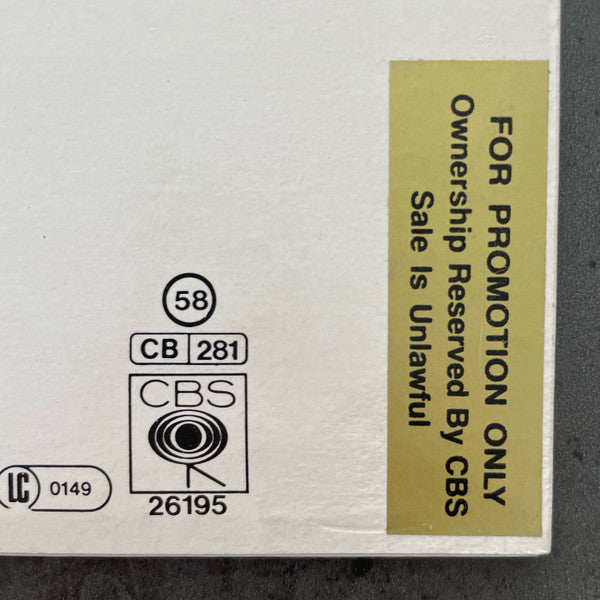 58
CB 281
CBS
26195
LC 0149
FOR PROMOTION ONLY
Ownership Reserved By CBS
Sale Is Unlawful